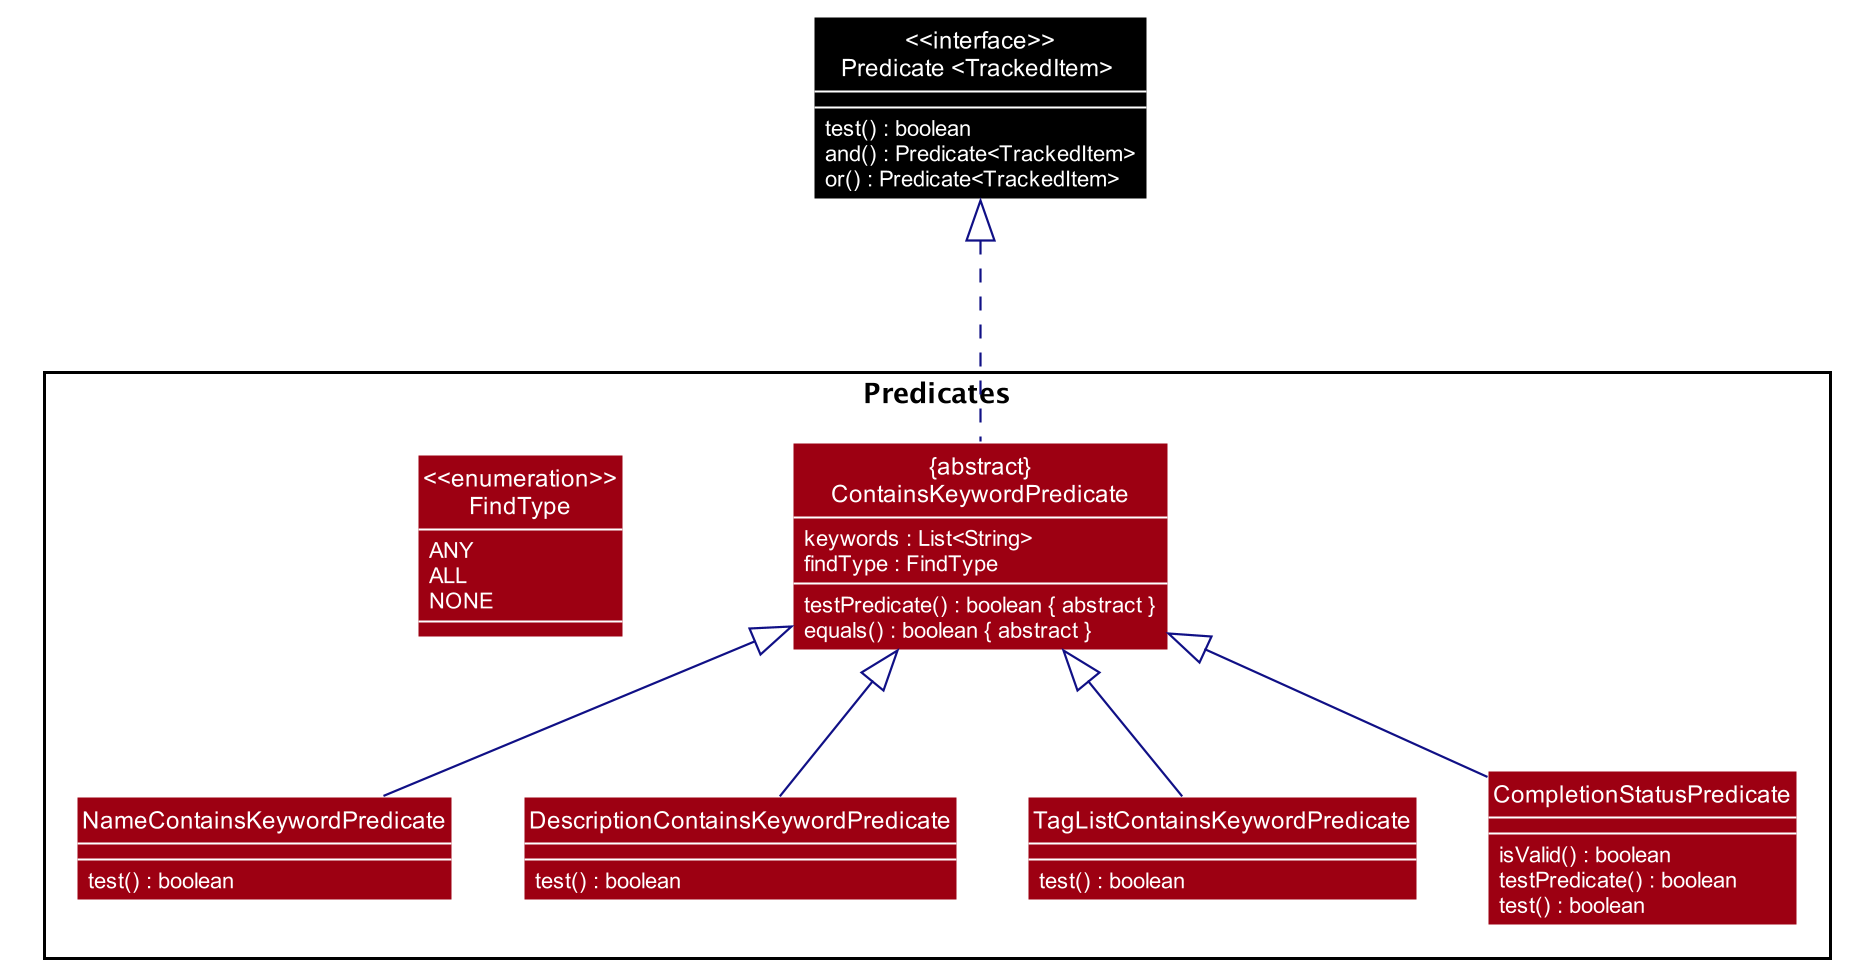 <<interface>>
Predicate <TrackedItem>
test() : boolean
and() : Predicate<TrackedItem>
or() : Predicate<TrackedItem>
Predicates
<<enumeration>>
FindType
ANY
ALL
NONE
{abstract}
ContainsKeywordPredicate
keywords : List<String>
findType : FindType
testPredicate() : boolean { abstract }
equals() : boolean { abstract }
NameContainsKeywordPredicate
test() : boolean
DescriptionContainsKeywordPredicate
test() : boolean
TagListContainsKeywordPredicate
test() : boolean
CompletionStatusPredicate
isValid() : boolean
testPredicate() : boolean
test() : boolean